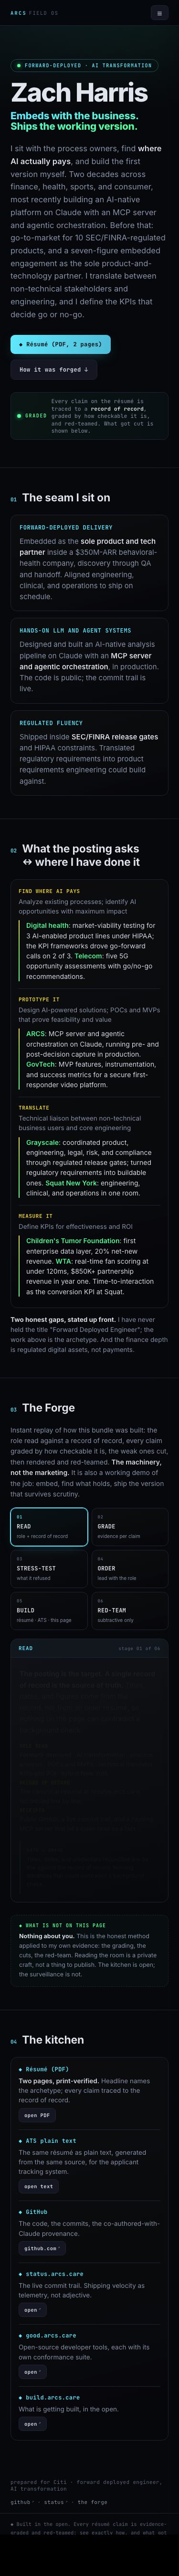 ARCS FIELD OS
FORWARD-DEPLOYED · AI TRANSFORMATION
Zach Harris
Embeds with the business.
Ships the working version.
I sit with the process owners, find where
AI actually pays, and build the first
version myself. Two decades across
finance, health, sports, and consumer,
most recently building an AI-native
platform on Claude with an MCP server
and agentic orchestration. Before that:
go-to-market for 10 SEC/FINRA-regulated
products, and a seven-figure embedded
engagement as the sole product-and-
technology partner. I translate between
non-technical stakeholders and
engineering, and I define the KPIs that
decide go or no-go.
◆ Résumé (PDF, 2 pages)
How it was forged ↓
GRADED
Every claim on the résumé is
traced to a record of record,
graded by how checkable it is,
and red-teamed. What got cut is
shown below.
01 The seam I sit on
FORWARD-DEPLOYED DELIVERY
Embedded as the sole product and tech
partner inside a $350M-ARR behavioral-
health company, discovery through QA
and handoff. Aligned engineering,
clinical, and operations to ship on
schedule.
HANDS-ON LLM AND AGENT SYSTEMS
Designed and built an AI-native analysis
pipeline on Claude with an MCP server
and agentic orchestration, in production.
The code is public; the commit trail is
live.
REGULATED FLUENCY
Shipped inside SEC/FINRA release gates
and HIPAA constraints. Translated
regulatory requirements into product
requirements engineering could build
against.
02 What the posting asks
↔ where I have done it
FIND WHERE AI PAYS
Analyze existing processes; identify AI
opportunities with maximum impact
Digital health: market-viability testing for
3 AI-enabled product lines under HIPAA;
the KPI frameworks drove go-forward
calls on 2 of 3. Telecom: five 5G
opportunity assessments with go/no-go
recommendations.
PROTOTYPE IT
Design AI-powered solutions; POCs and MVPs
that prove feasibility and value
ARCS: MCP server and agentic
orchestration on Claude, running pre- and
post-decision capture in production.
GovTech: MVP features, instrumentation,
and success metrics for a secure first-
responder video platform.
TRANSLATE
Technical liaison between non-technical
business users and core engineering
Grayscale: coordinated product,
engineering, legal, risk, and compliance
through regulated release gates; turned
regulatory requirements into buildable
ones. Squat New York: engineering,
clinical, and operations in one room.
MEASURE IT
Define KPIs for effectiveness and ROI
Children's Tumor Foundation: first
enterprise data layer, 20% net-new
revenue. WTA: real-time fan scoring at
under 120ms, $850K+ partnership
revenue in year one. Time-to-interaction
as the conversion KPI at Squat.
Two honest gaps, stated up front. I have never
held the title "Forward Deployed Engineer"; the
work above is the archetype. And the finance depth
is regulated digital assets, not payments.
03 The Forge
Instant replay of how this bundle was built: the
role read against a record of record, every claim
graded by how checkable it is, the weak ones cut,
then rendered and red-teamed. The machinery,
not the marketing. It is also a working demo of
the job: embed, find what holds, ship the version
that survives scrutiny.
01
READ
role + record of record
02
GRADE
evidence per claim
03
STRESS-TEST
what it refused
04
ORDER
lead with the role
05
BUILD
résumé · ATS · this page
06
RED-TEAM
subtractive only
READ
stage 01 of 06
◆ WHAT IS NOT ON THIS PAGE
Nothing about you. This is the honest method
applied to my own evidence: the grading, the
cuts, the red-team. Reading the room is a private
craft, not a thing to publish. The kitchen is open;
the surveillance is not.
04 The kitchen
◆ Résumé (PDF)
Two pages, print-verified. Headline names
the archetype; every claim traced to the
record of record.
open PDF
◆ ATS plain text
The same résumé as plain text, generated
from the same source, for the applicant
tracking system.
open text
◆ GitHub
The code, the commits, the co-authored-with-
Claude provenance.
github.com
◆ status.arcs.care
The live commit trail. Shipping velocity as
telemetry, not adjective.
open
◆ good.arcs.care
Open-source developer tools, each with its
own conformance suite.
open
◆ build.arcs.care
What is getting built, in the open.
open
prepared for Citi · forward deployed engineer,
AI transformation
github · status · the forge
◆ Built in the open. Every résumé claim is evidence-
graded and red-teamed; see exactly how, and what got